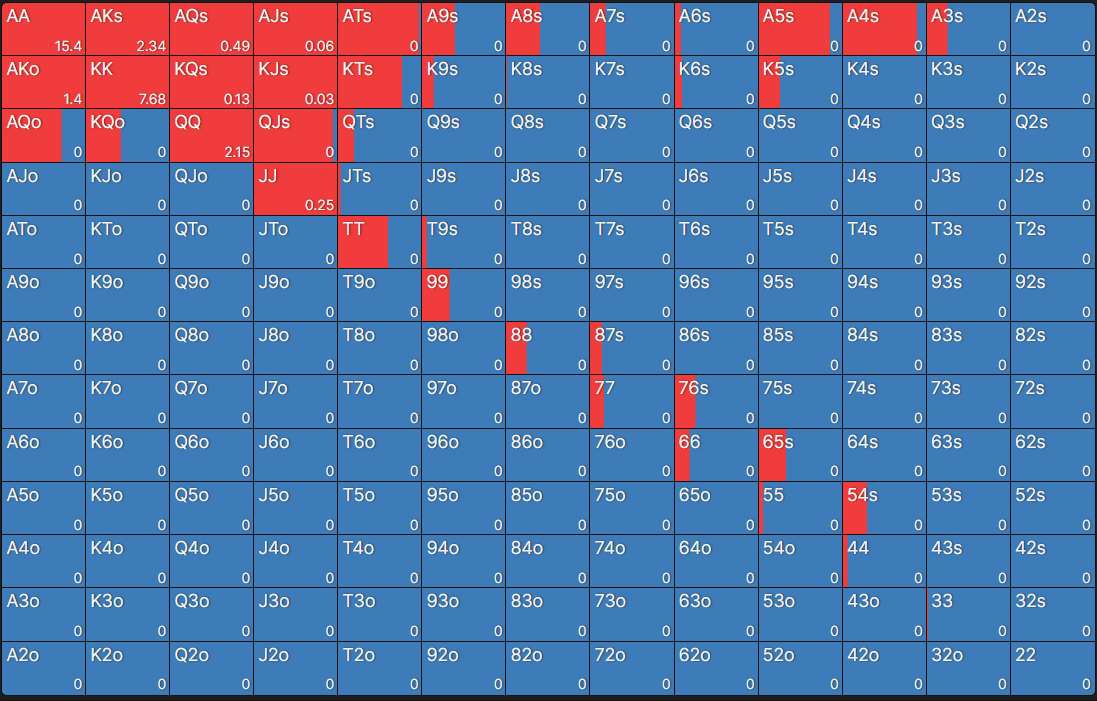 AA AKs AQs AJs ATs A9s A8s A7s A6s A5s A4s A3s A2s
15.4 2.34 0.49 0.06 0 0 0 0 0 0 0 0 0
AKo KK KQs KJs KTs K9s K8s K7s K6s K5s K4s K3s K2s
1.4 7.68 0.13 0.03 0 0 0 0 0 0 0 0 0
AQo KQo QQ QJs QTs Q9s Q8s Q7s Q6s Q5s Q4s Q3s Q2s
0 0 2.15 0 0 0 0 0 0 0 0 0 0
AJo KJo QJo JJ JTs J9s J8s J7s J6s J5s J4s J3s J2s
0 0 0 0.25 0 0 0 0 0 0 0 0 0
ATo KTo QTo JTo TT T9s T8s T7s T6s T5s T4s T3s T2s
0 0 0 0 0 0 0 0 0 0 0 0 0
A9o K9o Q9o J9o T9o 99 98s 97s 96s 95s 94s 93s 92s
0 0 0 0 0 0 0 0 0 0 0 0 0
A8o K8o Q8o J8o T8o 98o 88 87s 86s 85s 84s 83s 82s
0 0 0 0 0 0 0 0 0 0 0 0 0
A7o K7o Q7o J7o T7o 97o 87o 77 76s 75s 74s 73s 72s
0 0 0 0 0 0 0 0 0 0 0 0 0
A6o K6o Q6o J6o T6o 96o 86o 76o 66 65s 64s 63s 62s
0 0 0 0 0 0 0 0 0 0 0 0 0
A5o K5o Q5o J5o T5o 95o 85o 75o 65o 55 54s 53s 52s
0 0 0 0 0 0 0 0 0 0 0 0 0
A4o K4o Q4o J4o T4o 94o 84o 74o 64o 54o 44 43s 42s
0 0 0 0 0 0 0 0 0 0 0 0 0
A3o K3o Q3o J3o T3o 93o 83o 73o 63o 53o 43o 33 32s
0 0 0 0 0 0 0 0 0 0 0 0 0
A2o K2o Q2o J2o T2o 92o 82o 72o 62o 52o 42o 32o 22
0 0 0 0 0 0 0 0 0 0 0 0 0